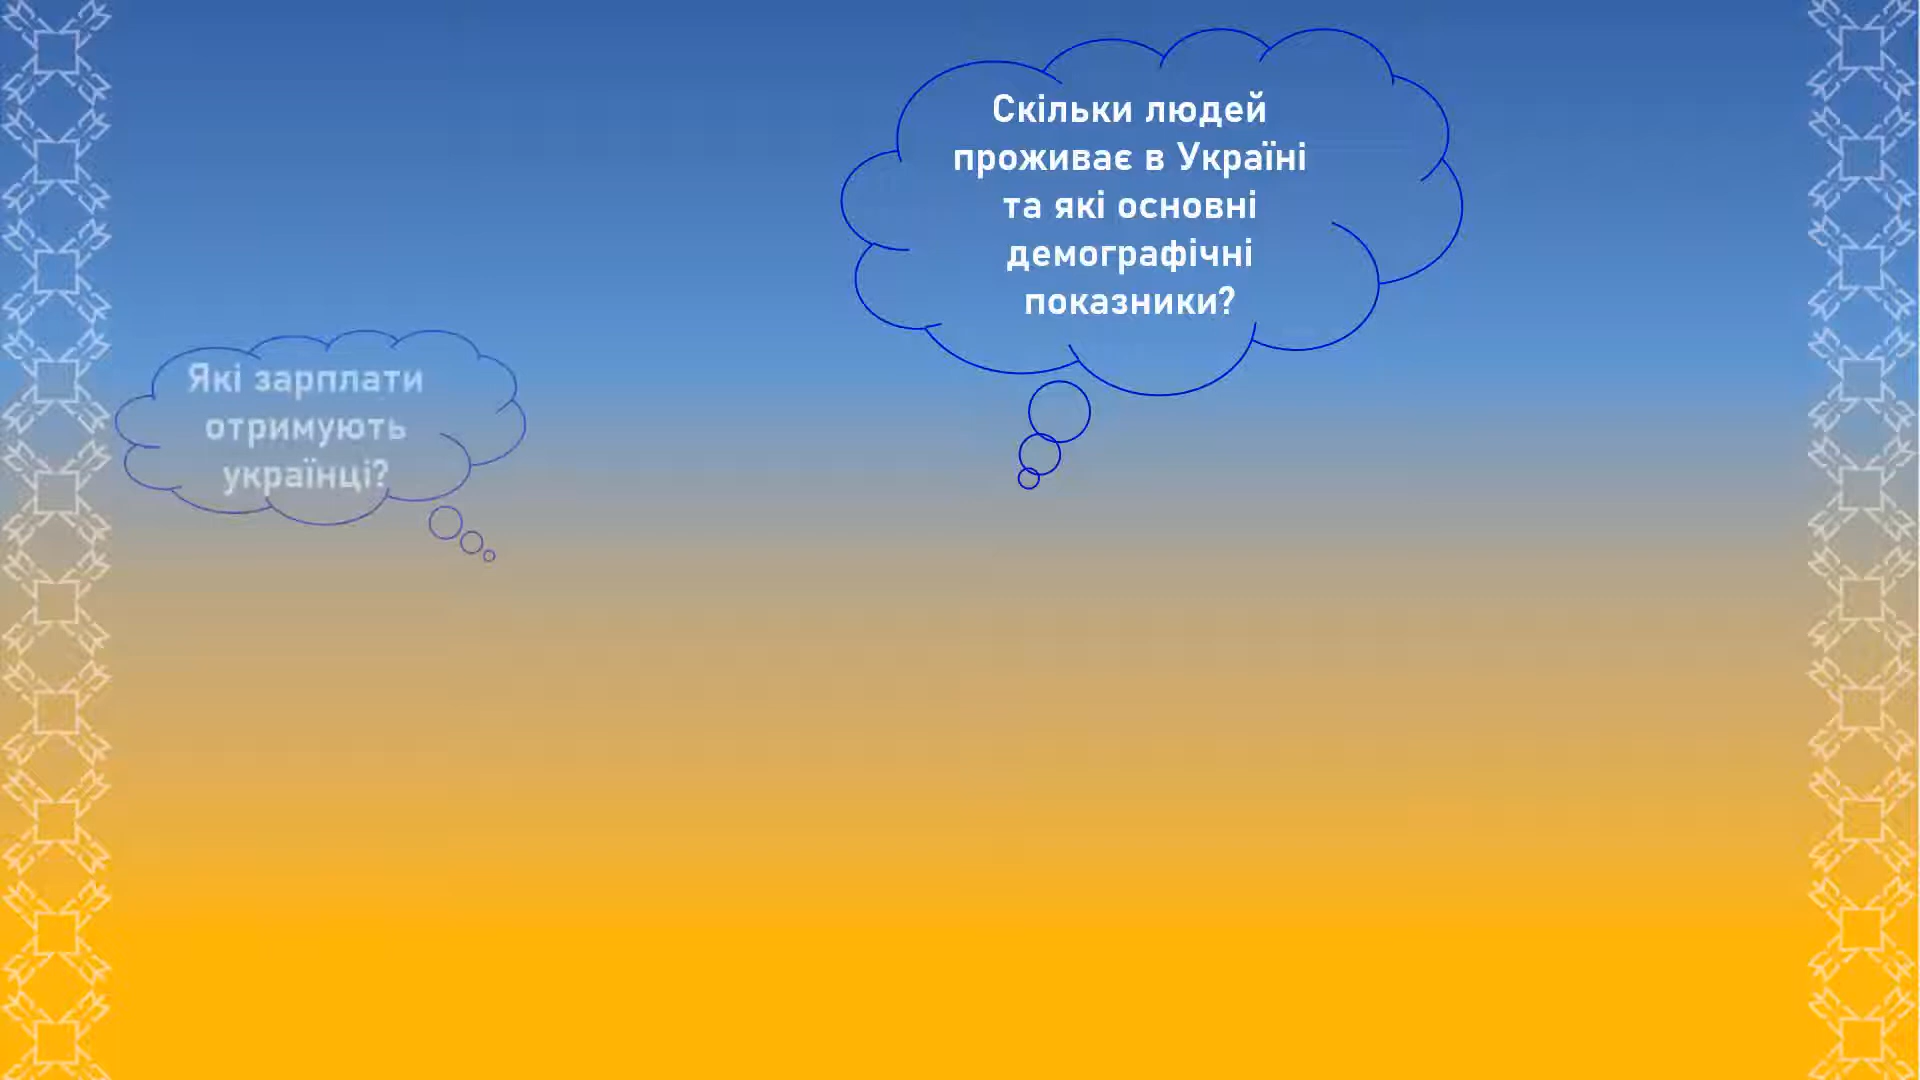 Скільки людей
проживає в Україні
та які основні
демографічні
показники?
Які зарплати
отримують
українці?